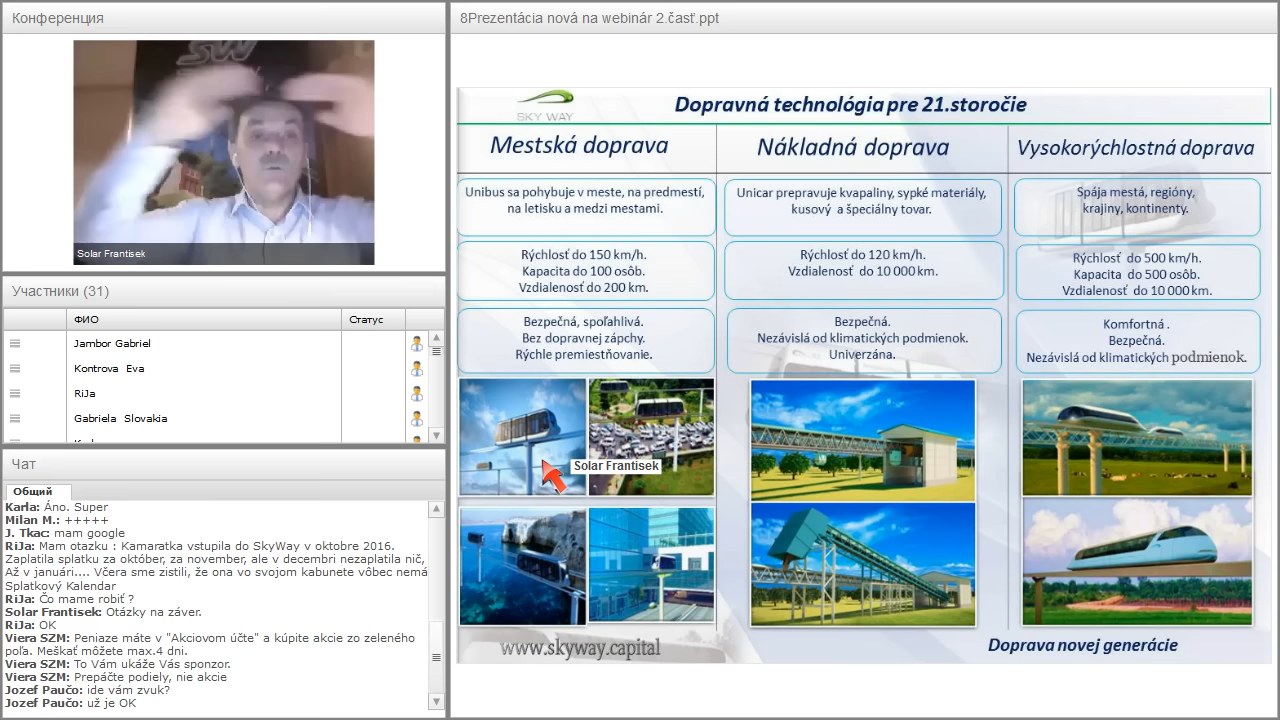 Конференция
SW
Solar Frantisek
Участники (31)
ФИО
Статус
Jambor Gabriel
Kontrova Eva
RiJa
Gabriela Slovakia
Чат
Общий
Karla: Áno. Super
Milan M.: +++++
J. Tkac: mam google
RiJa: Mam otazku : Kamaratka vstupila do SkyWay v oktobre 2016.
Zaplatila splatku za október, za november, ale v decembri nezaplatila nič,
Až v januári.... Včera sme zistili, že ona vo svojom kabunete vôbec nemá
Splatkový Kalendar
RiJa: Čo mame robiť ?
Solar Frantisek: Otázky na záver.
RiJa: OK
Viera SZM: Peniaze máte v "Akciovom účte" a kúpite akcie zo zeleného
poľa. Meškať môžete max.4 dni.
Viera SZM: To Vám ukáže Vás sponzor.
Viera SZM: Prepáčte podiely, nie akcie
Jozef Paučo: ide vám zvuk?
Jozef Paučo: už je OK
8Prezentácia nová na webinár 2.časť.ppt
SKY WAY
Dopravná technológia pre 21.storočie
Mestská doprava
Nákladná doprava
Vysokorýchlostná doprava
Unibus sa pohybuje v meste, na predmestí,
na letisku a medzi mestami.
Unicar prepravuje kvapaliny, sypké materiály,
kusový a špeciálny tovar.
Spája mestá, regióny,
krajiny, kontinenty.
Rýchlosť do 150 km/h.
Kapacita do 100 osôb.
Vzdialenosť do 200 km.
Rýchlosť do 120 km/h.
Vzdialenosť do 10 000 km.
Rýchlosť do 500 km/h.
Kapacita do 500 osôb.
Vzdialenosť do 10 000 km.
Bezpečná, spoľahlivá.
Bez dopravnej zápchy.
Rýchle premiestňovanie.
Bezpečná.
Nezávislá od klimatických podmienok.
Univerzána.
Komfortná .
Bezpečná.
Nezávislá od klimatických podmienok.
Solar Frantisek
www.skyway.capital
Doprava novej generácie